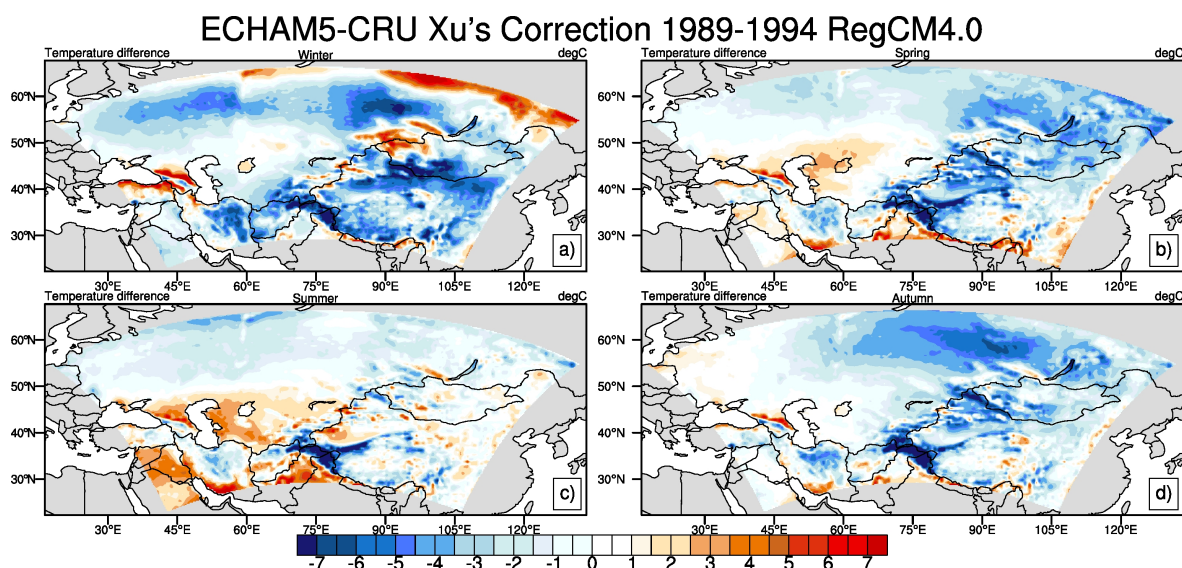 ECHAM5-CRU Xu's Correction 1989-1994 RegCM4.0
Temperature difference Winter degC
60°N
50°N
40°N
30°N
a)
30°E 45°E 60°E 75°E 90°E 105°E 120°E
Temperature difference Spring degC
60°N
50°N
40°N
30°N
b)
30°E 45°E 60°E 75°E 90°E 105°E 120°E
Temperature difference Summer degC
60°N
50°N
40°N
30°N
c)
30°E 45°E 60°E 75°E 90°E 105°E 120°E
Temperature difference Autumn degC
60°N
50°N
40°N
30°N
d)
30°E 45°E 60°E 75°E 90°E 105°E 120°E
-7 -6 -5 -4 -3 -2 -1 0 1 2 3 4 5 6 7